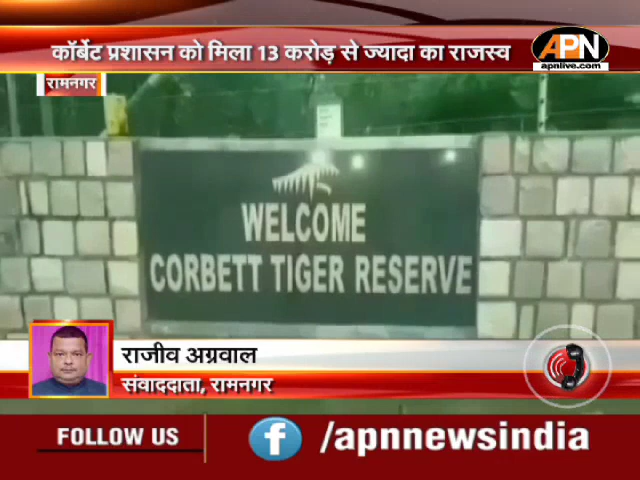 कॉर्बेट प्रशासन को मिला 13 करोड़ से ज्यादा का राजस्व
APN
apnlive.com
रामनगर
WELCOME
CORBETT TIGER RESERVE
राजीव अग्रवाल
संवाददाता, रामनगर
FOLLOW US
f /apnnewsindia